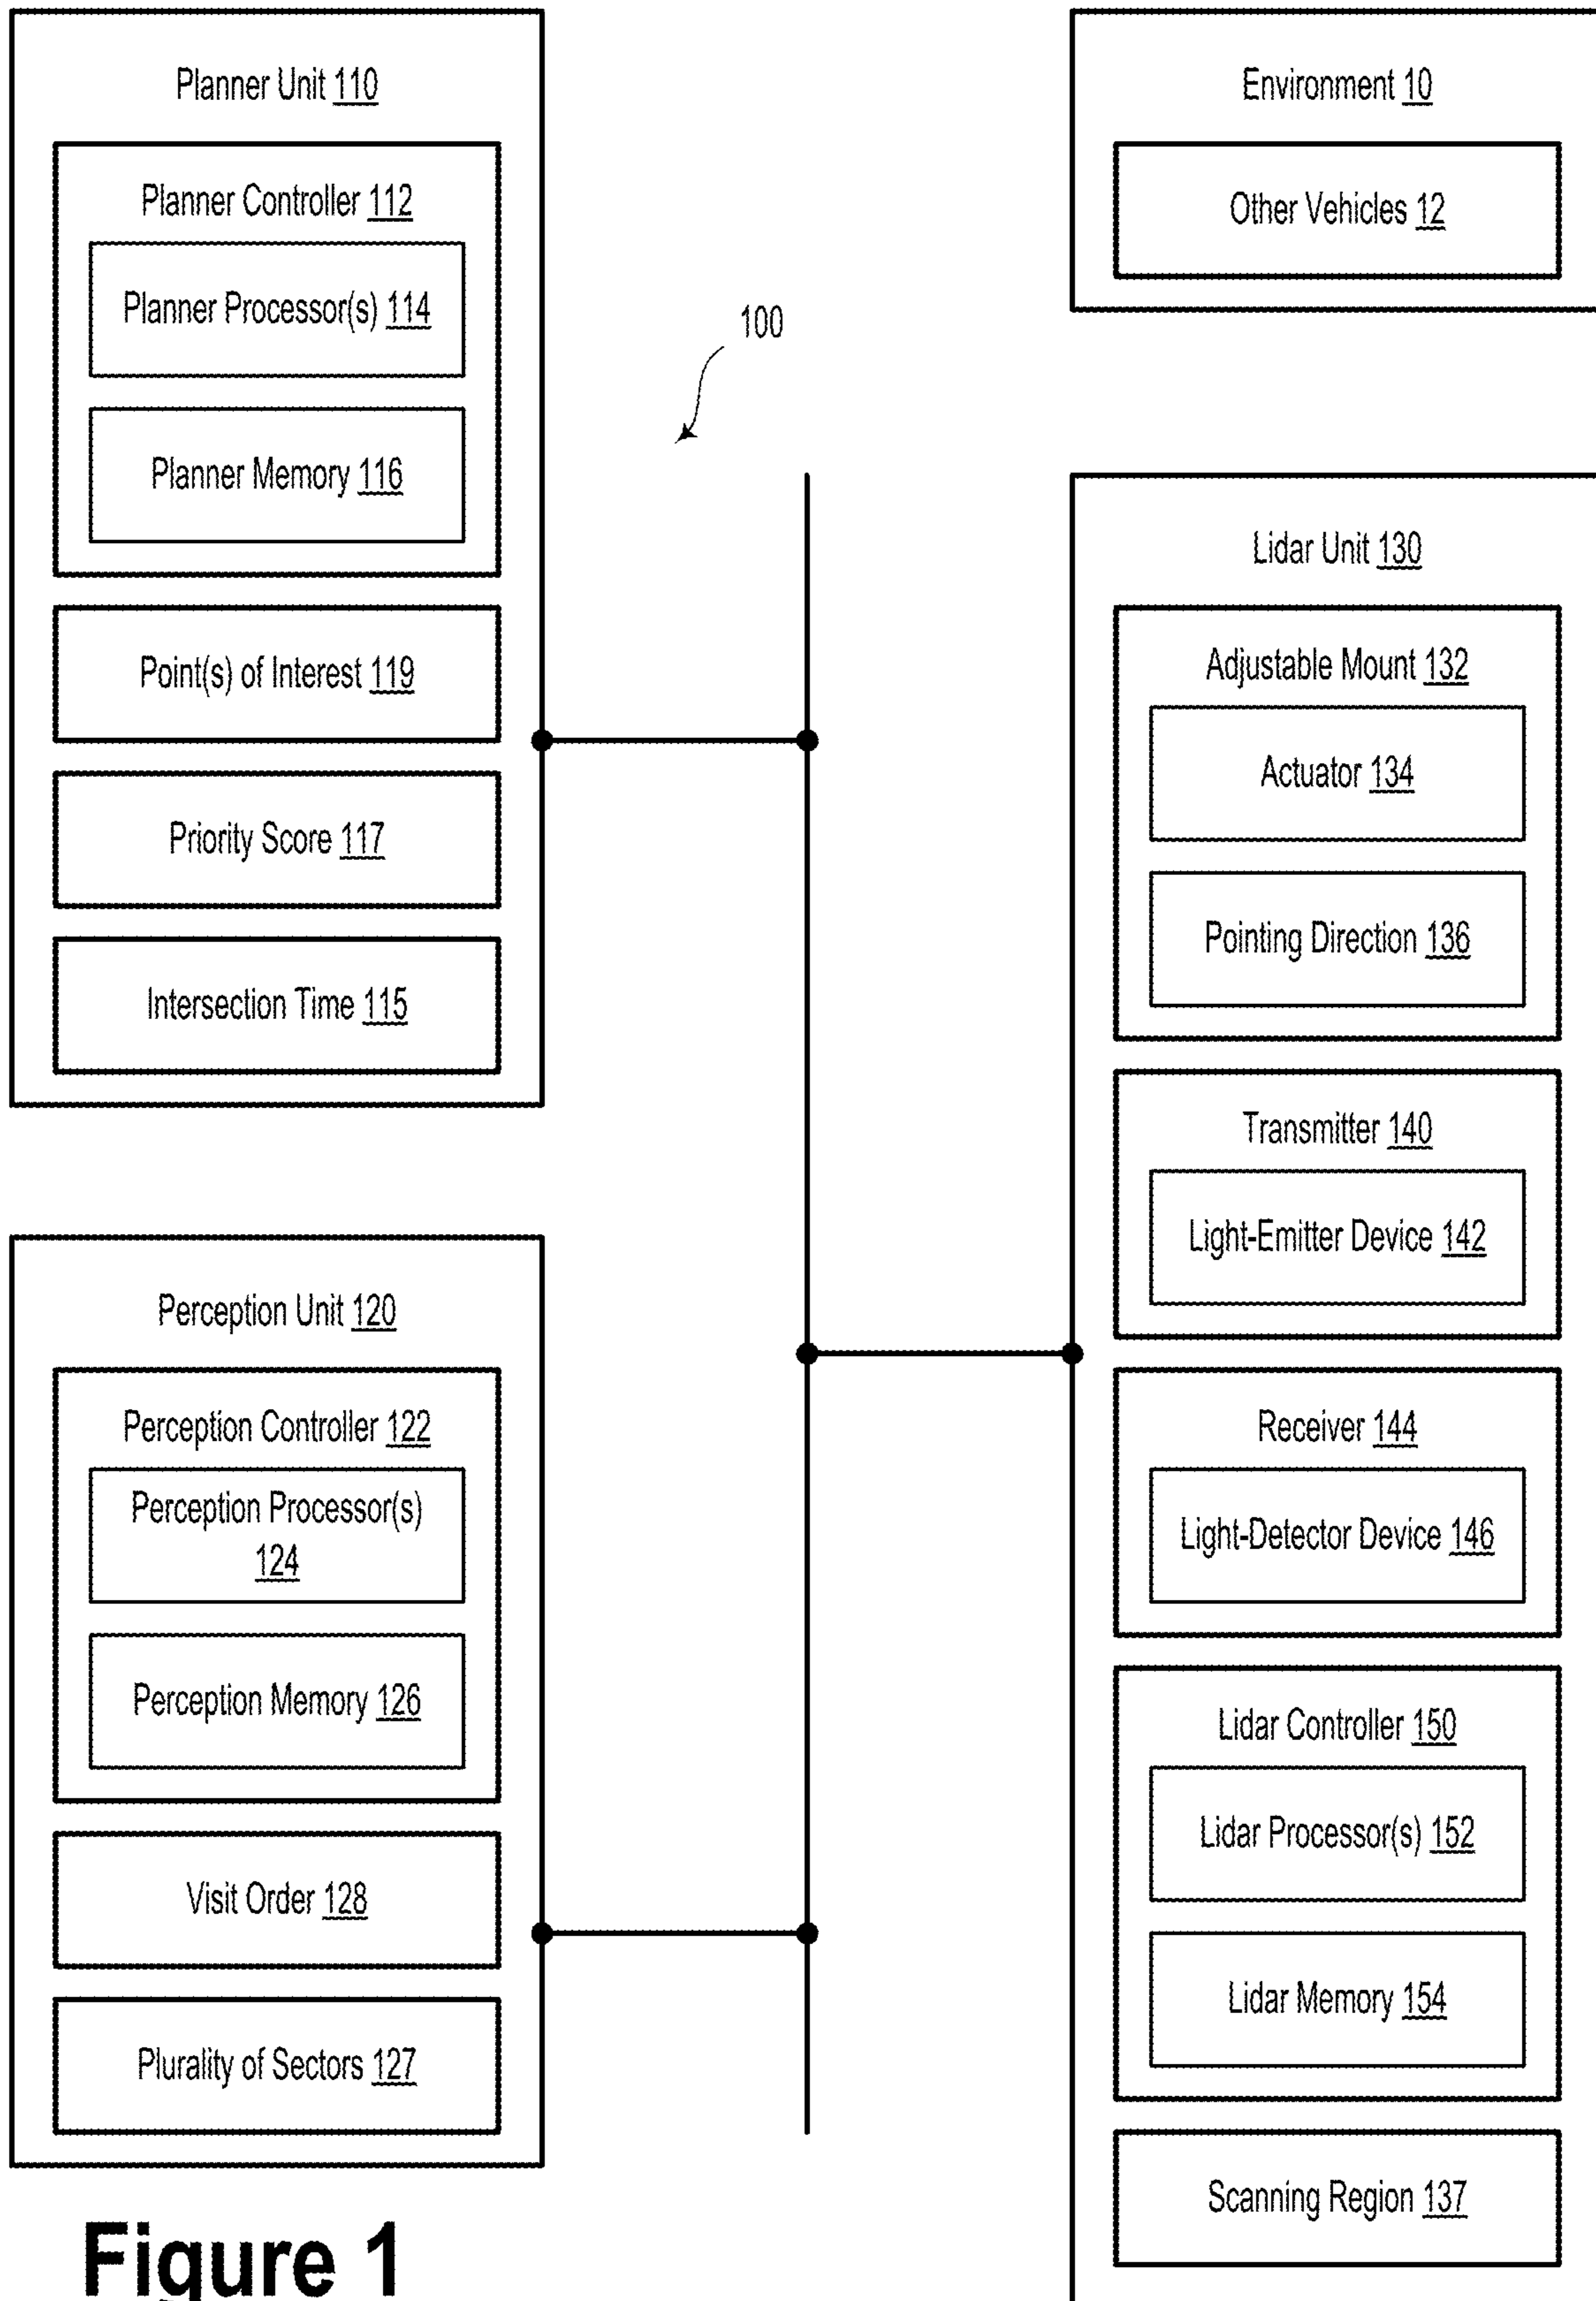 Planner Unit 110
Planner Controller 112
Planner Processor(s) 114
Planner Memory 116
Point(s) of Interest 119
Priority Score 117
Intersection Time 115
Perception Unit 120
Perception Controller 122
Perception Processor(s)
124
Perception Memory 126
Visit Order 128
Plurality of Sectors 127
100
Environment 10
Other Vehicles 12
Lidar Unit 130
Adjustable Mount 132
Actuator 134
Pointing Direction 136
Transmitter 140
Light-Emitter Device 142
Receiver 144
Light-Detector Device 146
Lidar Controller 150
Lidar Processor(s) 152
Lidar Memory 154
Scanning Region 137
Figure 1